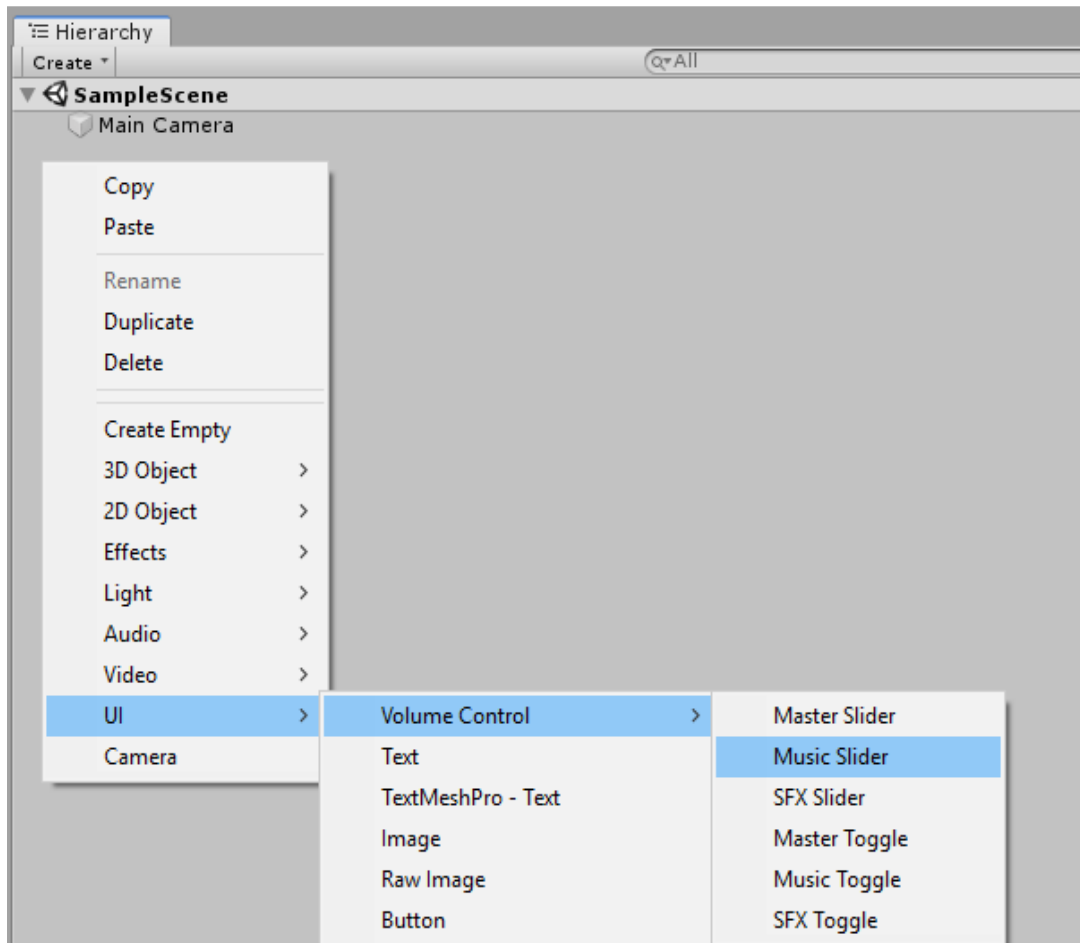 Hierarchy
Create
All
SampleScene
Main Camera
Copy
Paste
Rename
Duplicate
Delete
Create Empty
3D Object
2D Object
Effects
Light
Audio
Video
UI
Camera
Volume Control
Text
TextMeshPro - Text
Image
Raw Image
Button
Master Slider
Music Slider
SFX Slider
Master Toggle
Music Toggle
SFX Toggle